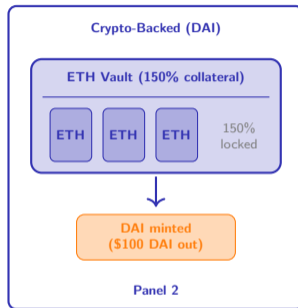 Crypto-Backed (DAI)
ETH Vault (150% collateral)
ETH ETH ETH
150%
locked
DAI minted
($100 DAI out)
Panel 2